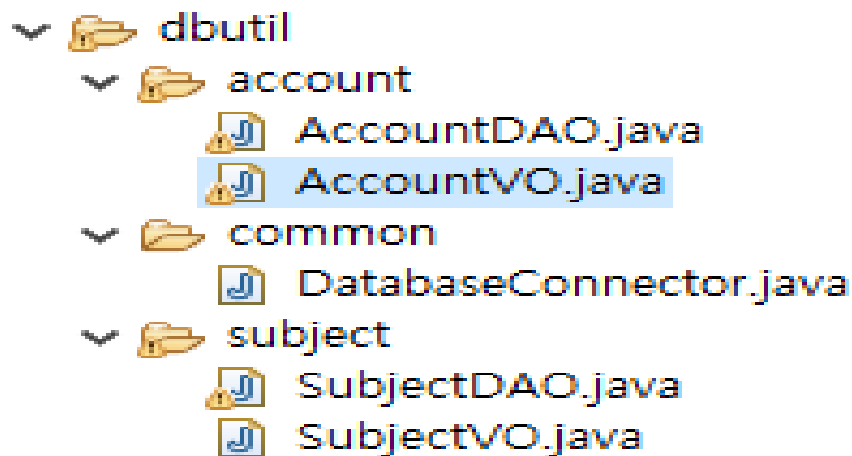 dbutil
account
AccountDAO.java
AccountVO.java
common
DatabaseConnector.java
subject
SubjectDAO.java
SubjectVO.java